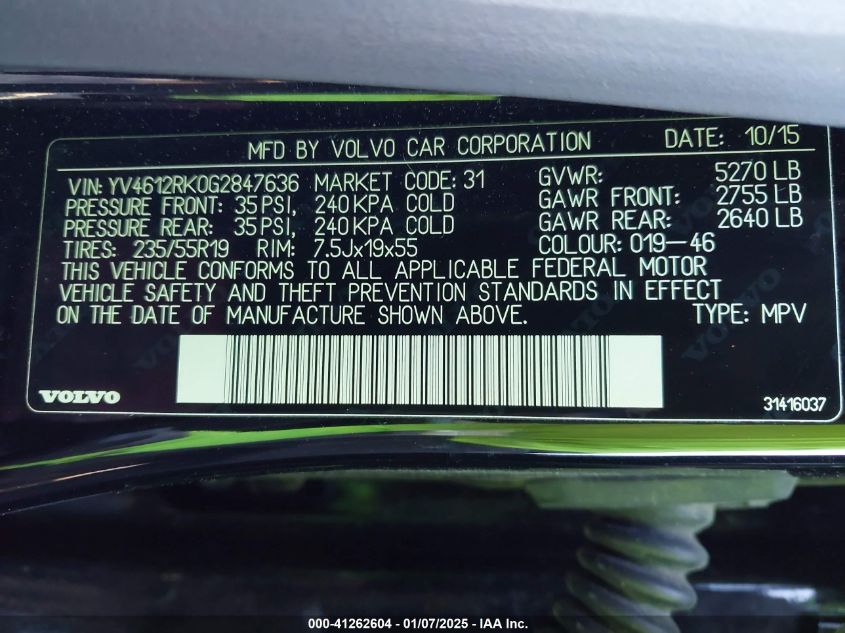 MFD BY VOLVO CAR CORPORATION DATE: 10/15
VIN: YV4612RK0G2847636 MARKET CODE: 31 GVWR: 5270 LB
PRESSURE FRONT: 35 PSI, 240 KPA COLD GAWR FRONT: 2755 LB
PRESSURE REAR: 35 PSI, 240 KPA COLD GAWR REAR: 2640 LB
TIRES: 235/55R19 RIM: 7.5Jx19x55 COLOUR: 019-46
THIS VEHICLE CONFORMS TO ALL APPLICABLE FEDERAL MOTOR
VEHICLE SAFETY AND THEFT PREVENTION STANDARDS IN EFFECT
ON THE DATE OF MANUFACTURE SHOWN ABOVE. TYPE: MPV
VOLVO 31416037
000-41262604 - 01/07/2025 - IAA Inc.